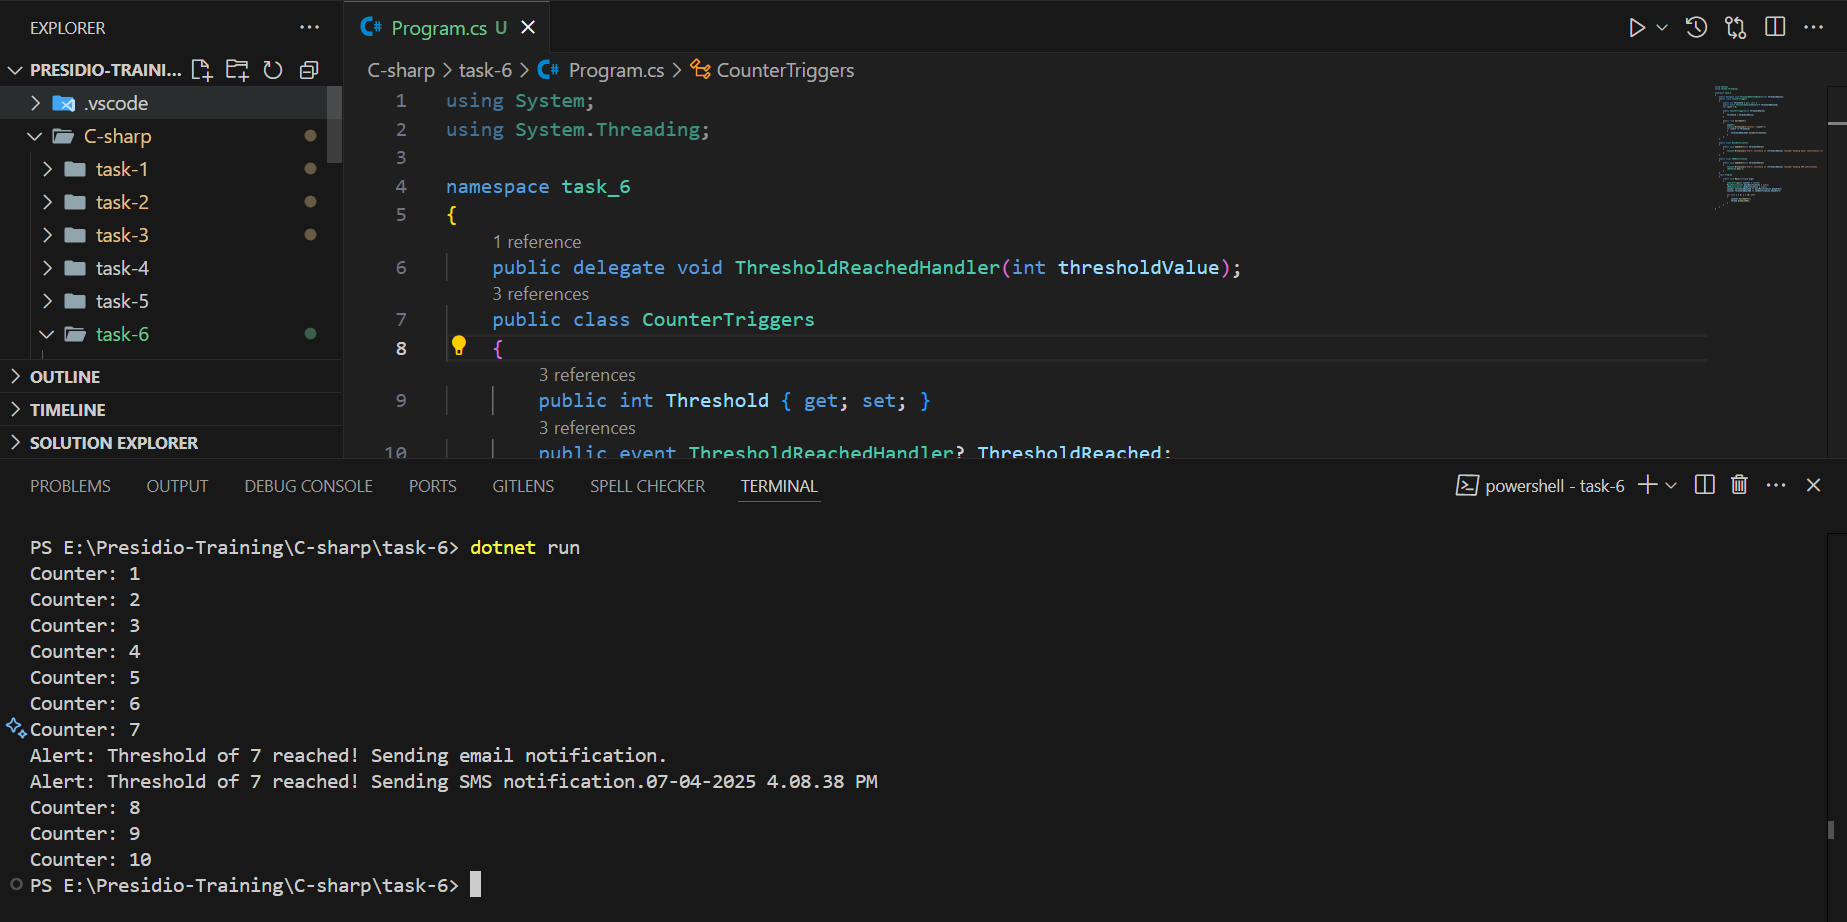 EXPLORER
PRESIDIO-TRAINI...
.vscode
C-sharp
task-1
task-2
task-3
task-4
task-5
task-6
OUTLINE
TIMELINE
SOLUTION EXPLORER
C# Program.cs U
C-sharp > task-6 > C# Program.cs > CounterTriggers
1 using System;
2 using System.Threading;
3
4 namespace task_6
5 {
1 reference
6 public delegate void ThresholdReachedHandler(int thresholdValue);
3 references
7 public class CounterTriggers
8 {
3 references
9 public int Threshold { get; set; }
3 references
10 public event ThresholdReachedHandler? ThresholdReached;
PROBLEMS OUTPUT DEBUG CONSOLE PORTS GITLENS SPELL CHECKER TERMINAL
powershell - task-6
PS E:\Presidio-Training\C-sharp\task-6> dotnet run
Counter: 1
Counter: 2
Counter: 3
Counter: 4
Counter: 5
Counter: 6
Counter: 7
Alert: Threshold of 7 reached! Sending email notification.
Alert: Threshold of 7 reached! Sending SMS notification.07-04-2025 4.08.38 PM
Counter: 8
Counter: 9
Counter: 10
PS E:\Presidio-Training\C-sharp\task-6>